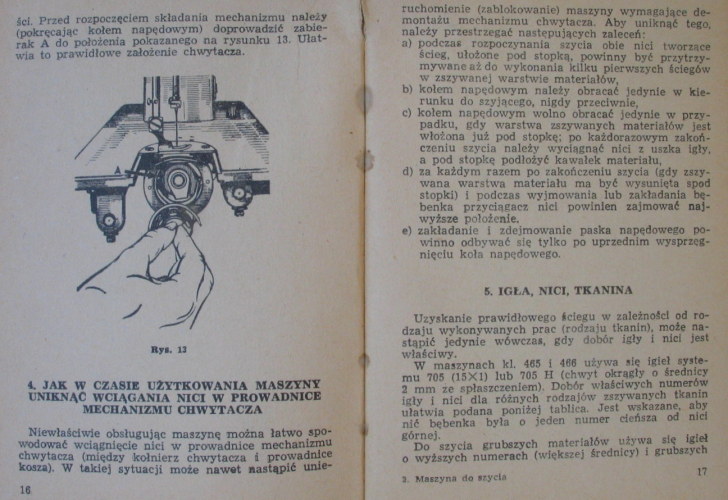 ści. Przed rozpoczęciem składania mechanizmu należy
(pokręcając kołem napędowym) doprowadzić zabie-
rak A do położenia pokazanego na rysunku 13. Ułat-
wia to prawidłowe założenie chwytacza.
Rys. 13
4. JAK W CZASIE UŻYTKOWANIA MASZYNY
UNIKNĄĆ WCIĄGANIA NICI W PROWADNICE
MECHANIZMU CHWYTACZA
Niewłaściwie obsługując maszynę można łatwo spo-
wodować wciągnięcie nici w prowadnice mechanizmu
chwytacza (między kołnierz chwytacza i prowadnice
kosza). W takiej sytuacji może nawet nastąpić unie-
16
ruchomienie (zablokowanie) maszyny wymagające de-
montażu mechanizmu chwytacza. Aby uniknąć tego,
należy przestrzegać następujących zaleceń:
a) podczas rozpoczynania szycia obie nici tworzące
ścieg, ułożone pod stopką, powinny być przytrzy-
mywane aż do wykonania kilku pierwszych ściegów
w zszywanej warstwie materiałów,
b) kołem napędowym należy obracać jedynie w kie-
runku do szyjącego, nigdy przeciwnie,
c) kołem napędowym wolno obracać jedynie w przy-
padku, gdy warstwa zszywanych materiałów jest
włożona już pod stopkę; po każdorazowym zakoń-
czeniu szycia należy wyciągnąć nici z uszka igły,
a pod stopkę podłożyć kawałek materiału,
d) za każdym razem po zakończeniu szycia (gdy zszy-
wana warstwa materiału ma być wysunięta spod
stopki) i podczas wyjmowania lub zakładania bę-
benka przyciągacz nici powinien zajmować naj-
wyższe położenie.
e) zakładanie i zdejmowanie paska napędowego po-
winno odbywać się tylko po uprzednim wysprzęg-
nięciu koła napędowego.
5. IGŁA, NICI, TKANINA
Uzyskanie prawidłowego ściegu w zależności od ro-
dzaju wykonywanych prac (rodzaju tkanin), może na-
stąpić jedynie wówczas, gdy dobór igły i nici jest
właściwy.
W maszynach kl. 465 i 466 używa się igieł syste-
mu 705 (15X1) lub 705 H (chwyt okrągły o średnicy
2 mm ze spłaszczeniem). Dobór właściwych numerów
igły i nici dla różnych rodzajów zszywanych tkanin
ułatwia podana poniżej tablica. Jest wskazane, aby
nić bębenka była o jeden numer cieńsza od nici
górnej.
Do szycia grubszych materiałów używa się igieł
o wyższych numerach (większej średnicy) i grubszych
2. Maszyna do szycia
17